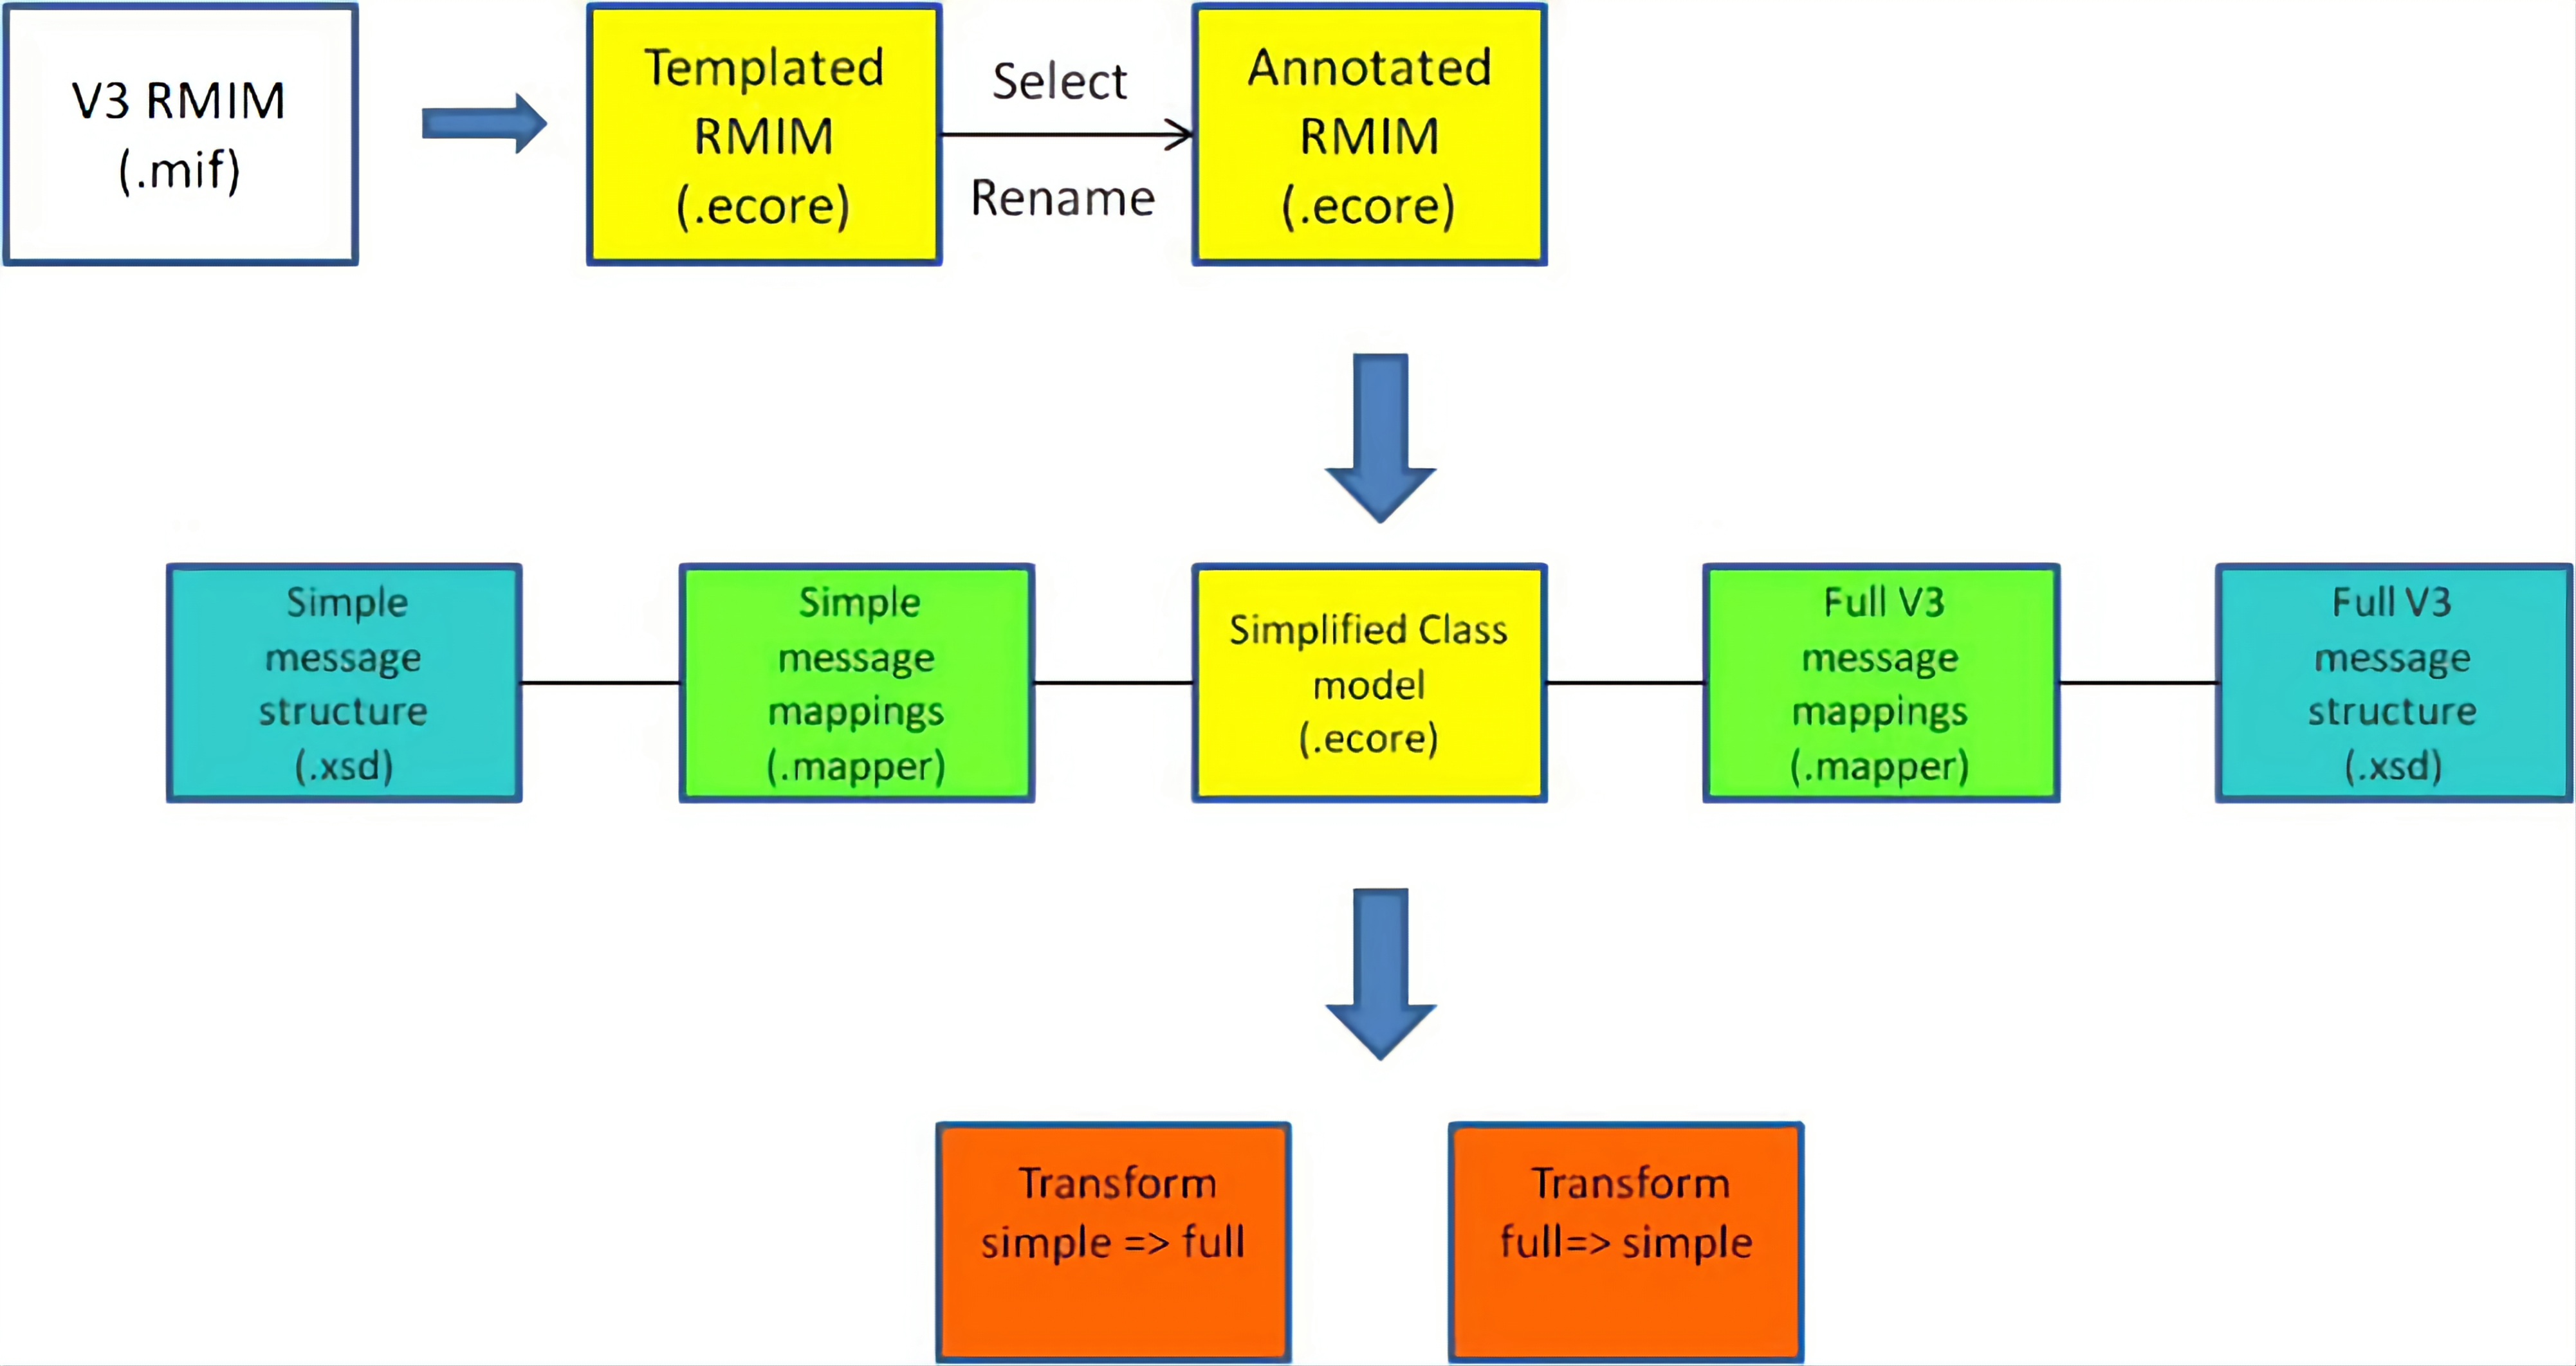 V3 RMIM
(.mif)
Templated
RMIM
(.ecore)
Select
Rename
Annotated
RMIM
(.ecore)
Simple
message
structure
(.xsd)
Simple
message
mappings
(.mapper)
Simplified Class
model
(.ecore)
Full V3
message
mappings
(.mapper)
Full V3
message
structure
(.xsd)
Transform
simple => full
Transform
full=> simple